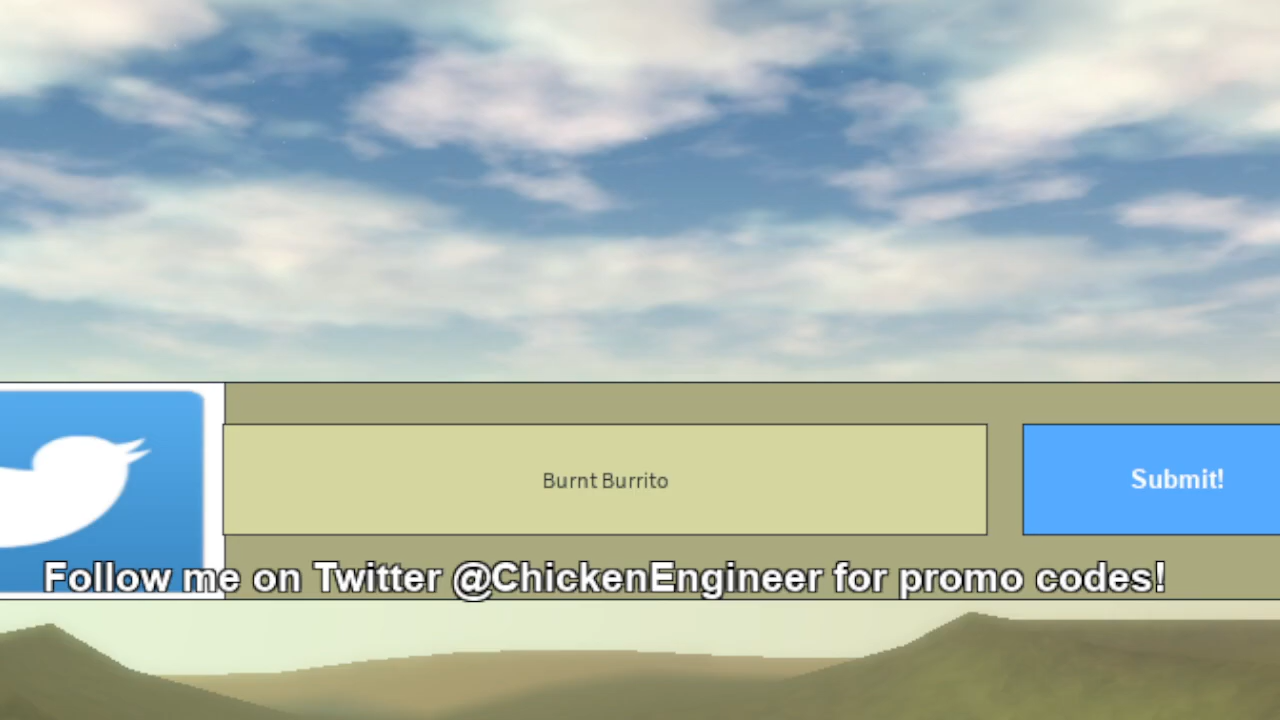 Burnt Burrito
Submit!
Follow me on Twitter @ChickenEngineer for promo codes!